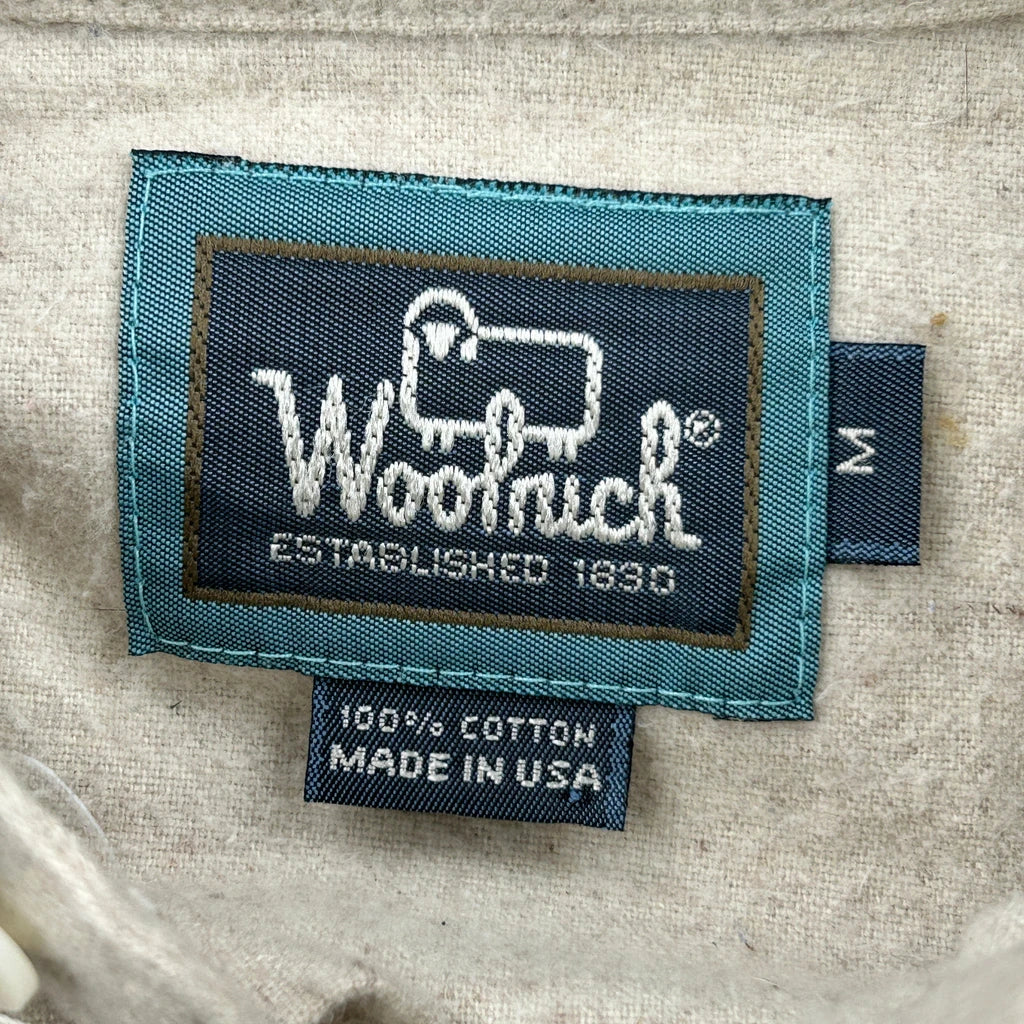 Woolrich®
ESTABLISHED 1830
M
100% COTTON
MADE IN USA